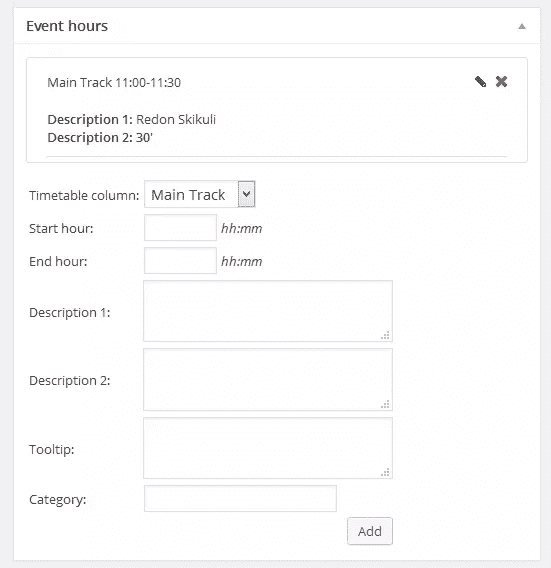 Event hours
Main Track 11:00-11:30
Description 1: Redon Skikuli
Description 2: 30'
Timetable column: Main Track
Start hour: hh:mm
End hour: hh:mm
Description 1:
Description 2:
Tooltip:
Category:
Add